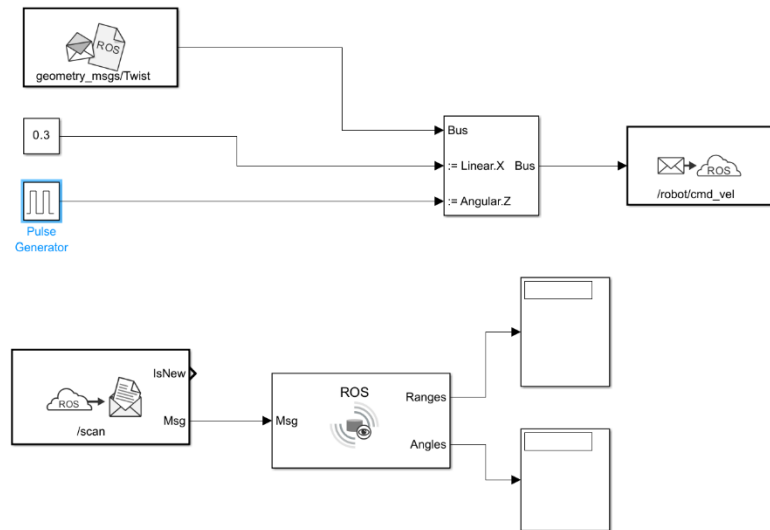 ROS
geometry_msgs/Twist
0.3
Pulse
Generator
Bus
:= Linear.X
Bus
:= Angular.Z
ROS
/robot/cmd_vel
IsNew
ROS
Msg
/scan
ROS
Msg
Ranges
Angles